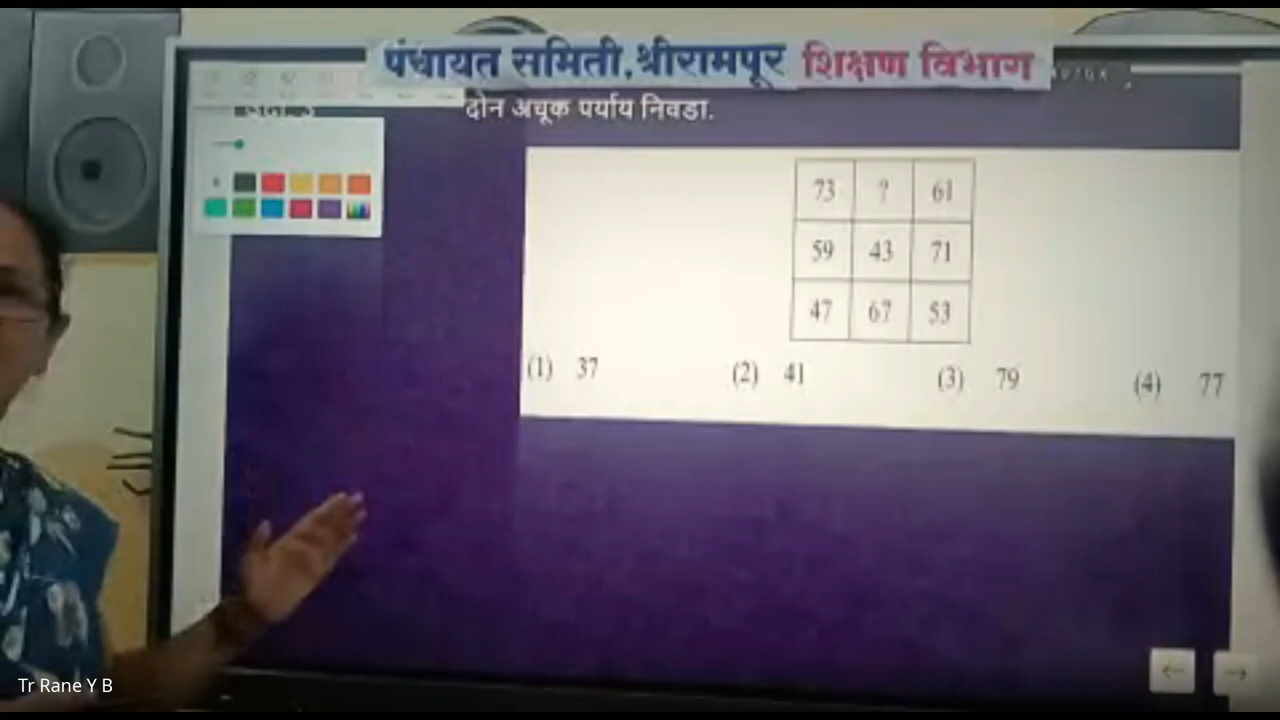 पंचायत समिती,श्रीरामपूर शिक्षण विभाग
दोन अचूक पर्याय निवडा.
73 ? 61
59 43 71
47 67 53
(1) 37 (2) 41 (3) 79 (4) 77
Tr Rane Y B